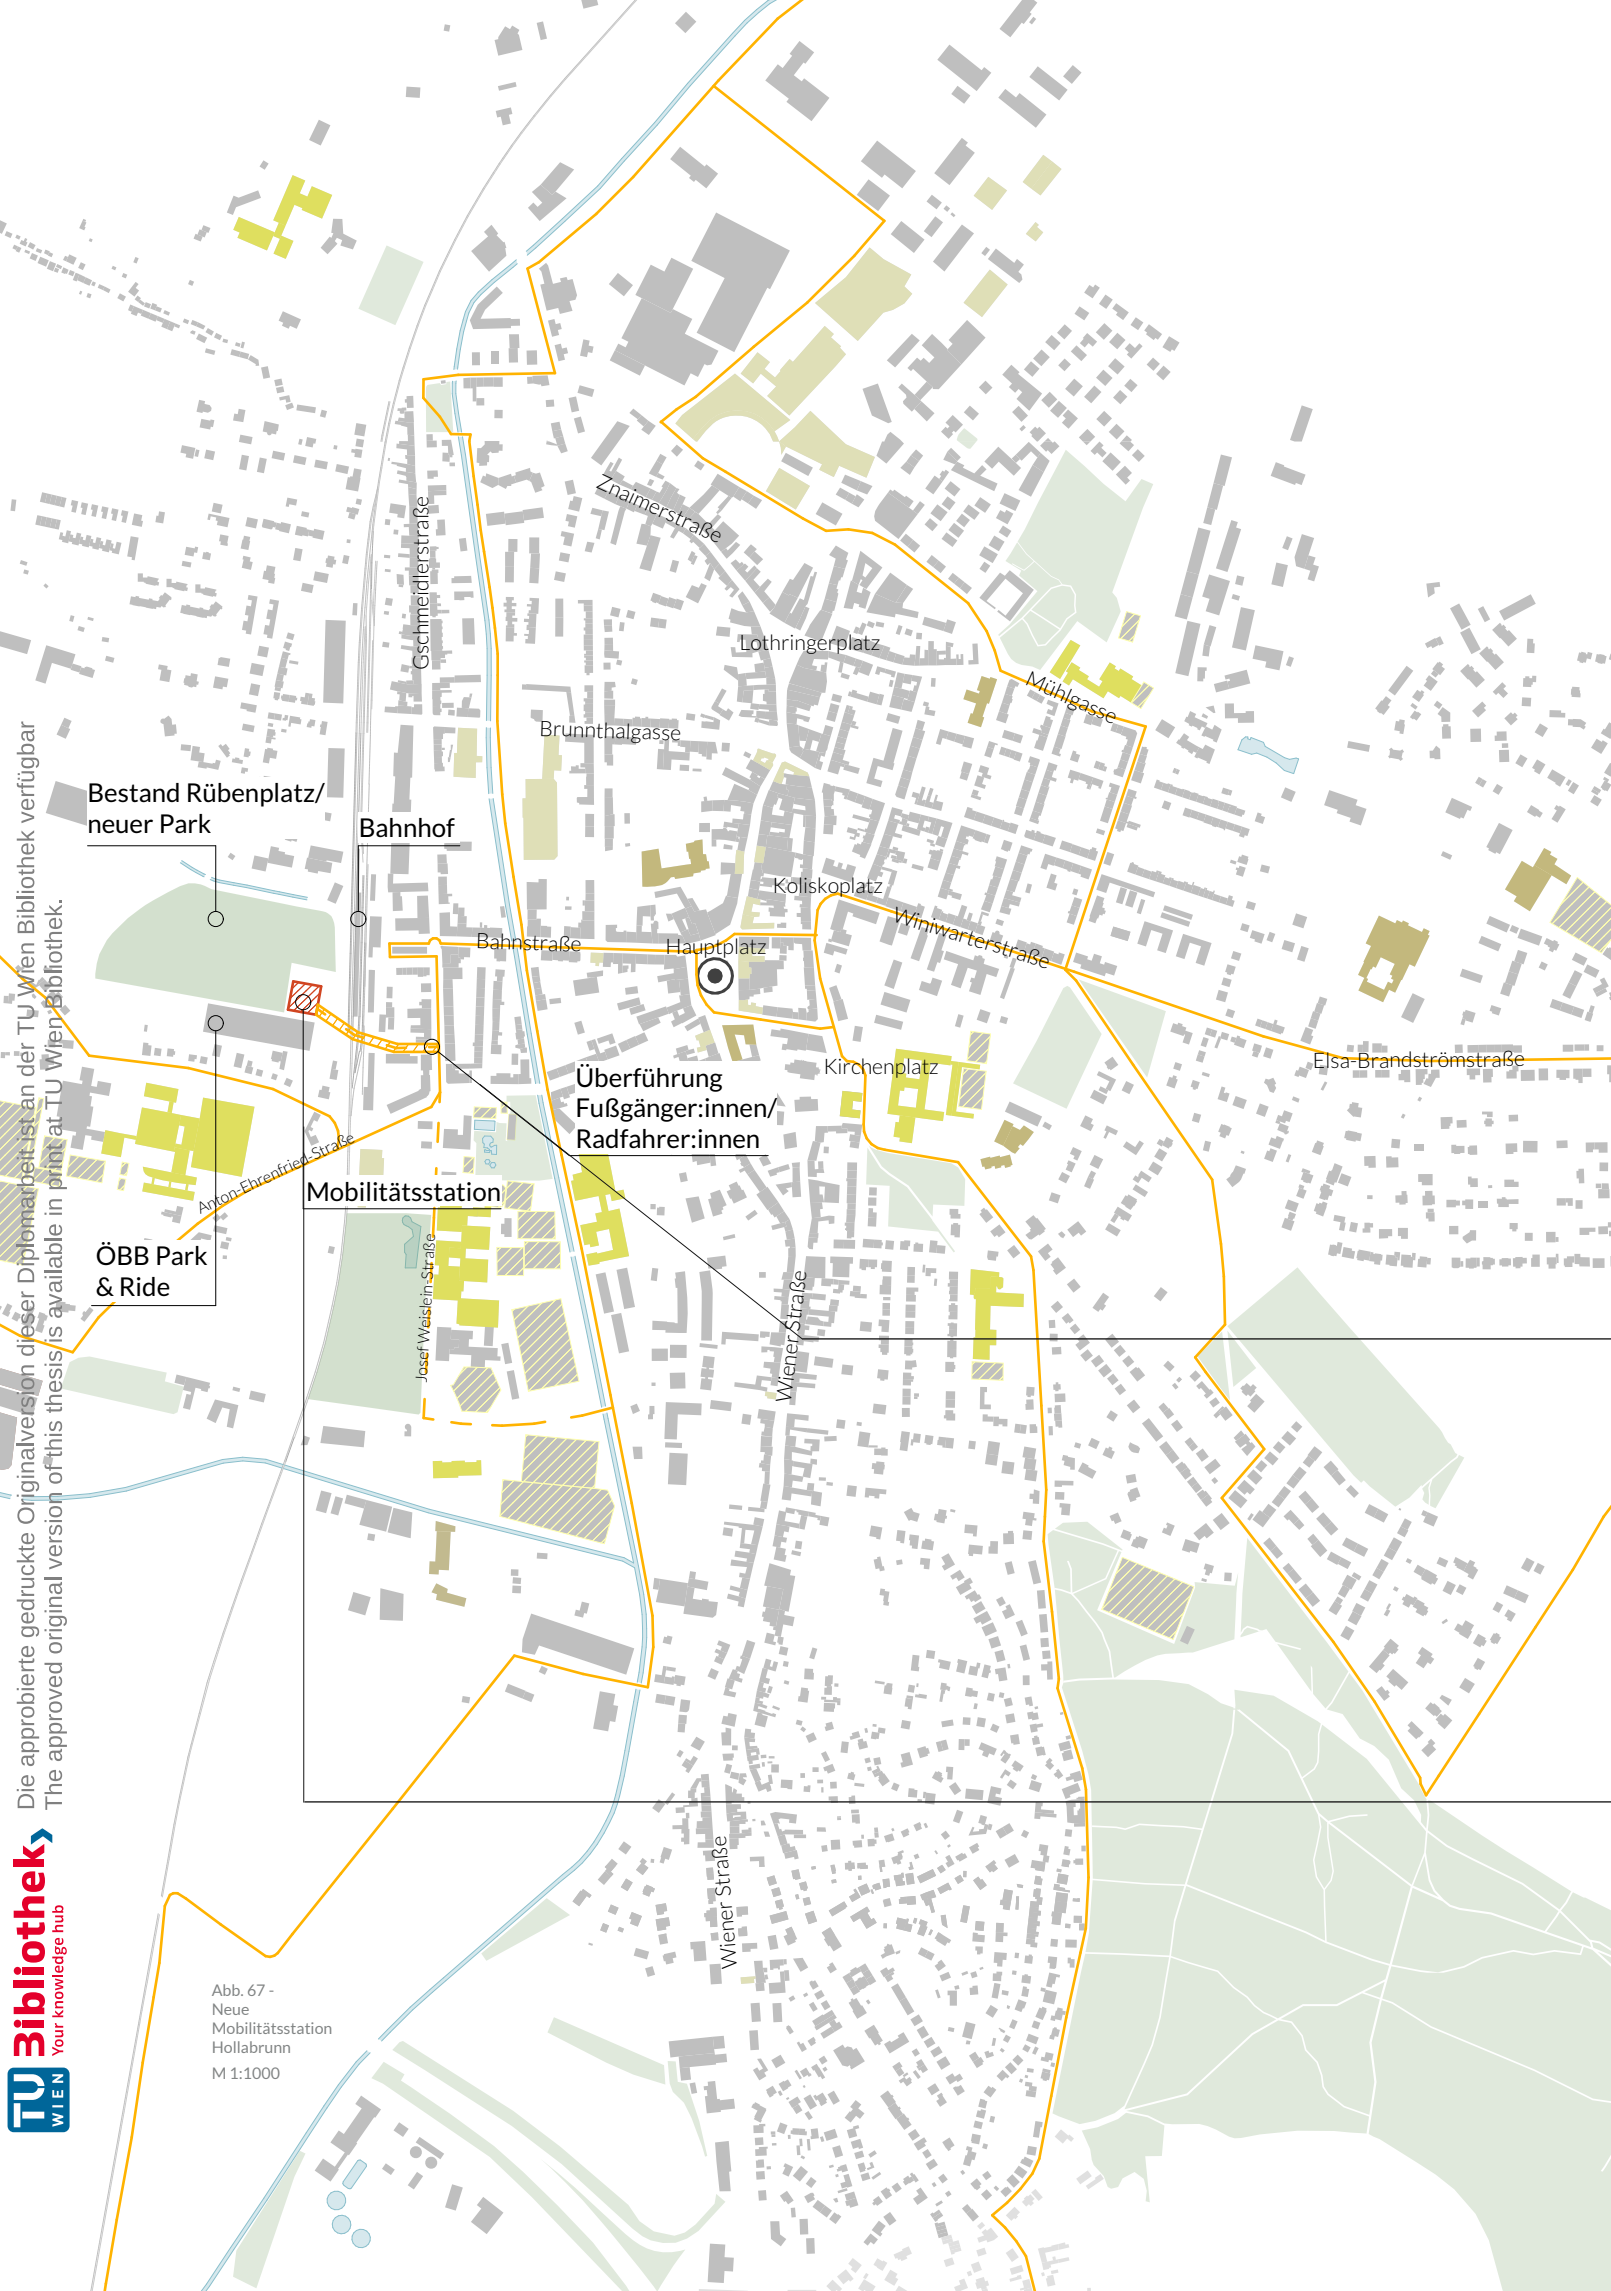 Znaimerstraße
Gschmeidlerstraße
Lothringerplatz
Mühlgasse
Brunnthalgasse
Bestand Rübenplatz/
neuer Park
Bahnhof
Koliskoplatz
Winiwarterstraße
Bahnstraße
Hauptplatz
Elsa-Brandströmstraße
Kirchenplatz
Überführung
Fußgänger:innen/
Radfahrer:innen
Anton-Ehrenfried-Straße
Mobilitätsstation
ÖBB Park
& Ride
Josef Weislein-Straße
Wiener Straße
Wiener Straße
Abb. 67 -
Neue
Mobilitätsstation
Hollabrunn
M 1:1000
Die approbierte gedruckte Originalversion dieser Diplomarbeit ist an der TU Wien Bibliothek verfügbar
The approved original version of this thesis is available in print at TU Wien Bibliothek.
TU
WIEN
Bibliothek
Your knowledge hub